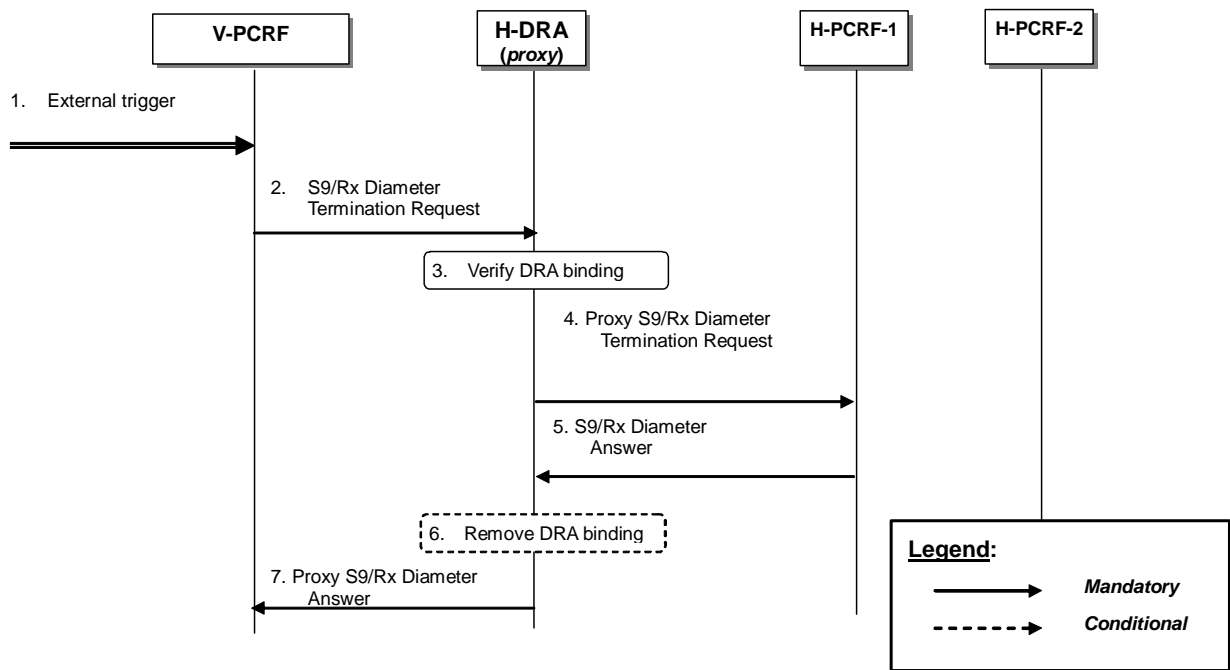 V-PCRF
H-DRA
(proxy)
H-PCRF-1
H-PCRF-2
1. External trigger
2. S9/Rx Diameter
Termination Request
3. Verify DRA binding
4. Proxy S9/Rx Diameter
Termination Request
5. S9/Rx Diameter
Answer
6. Remove DRA binding
7. Proxy S9/Rx Diameter
Answer
Legend:
Mandatory
Conditional